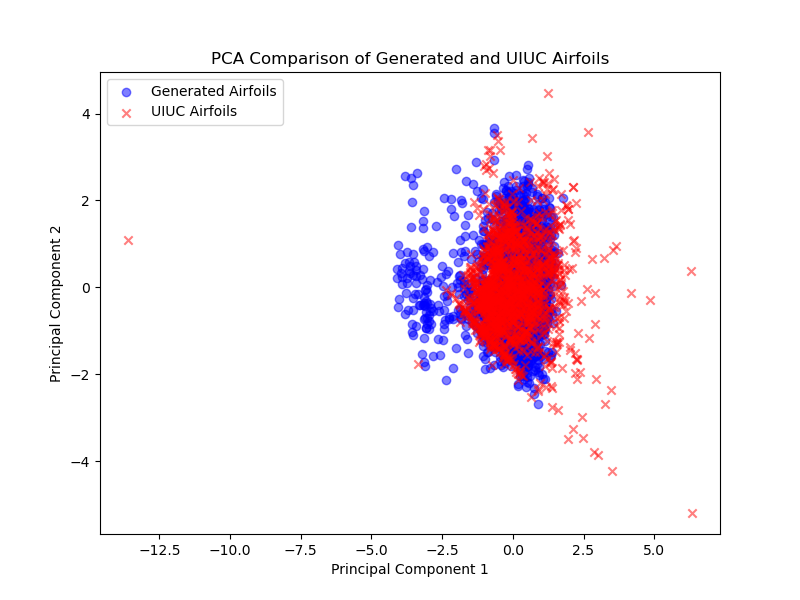 PCA Comparison of Generated and UIUC Airfoils
Generated Airfoils
UIUC Airfoils
Principal Component 2
4
2
0
−2
−4
−12.5 −10.0 −7.5 −5.0 −2.5 0.0 2.5 5.0
Principal Component 1